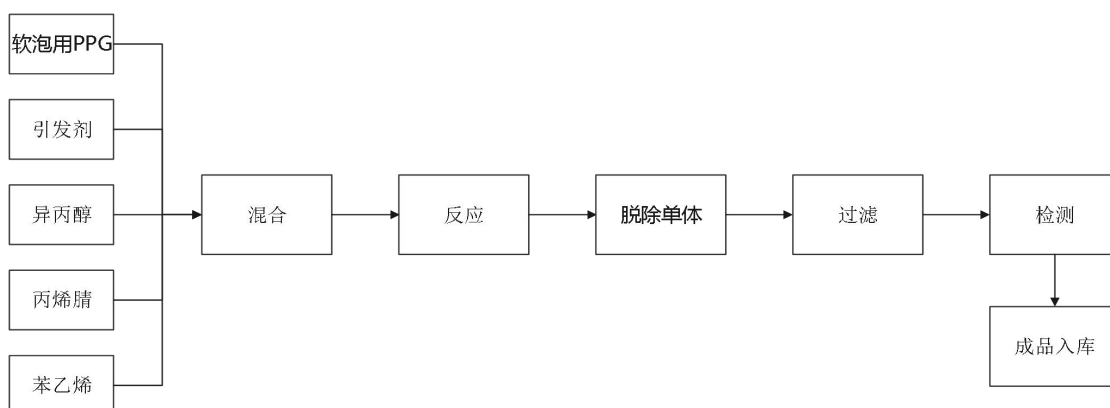 软泡用PPG
引发剂
异丙醇
丙烯腈
苯乙烯
混合
反应
脱除单体
过滤
检测
成品入库